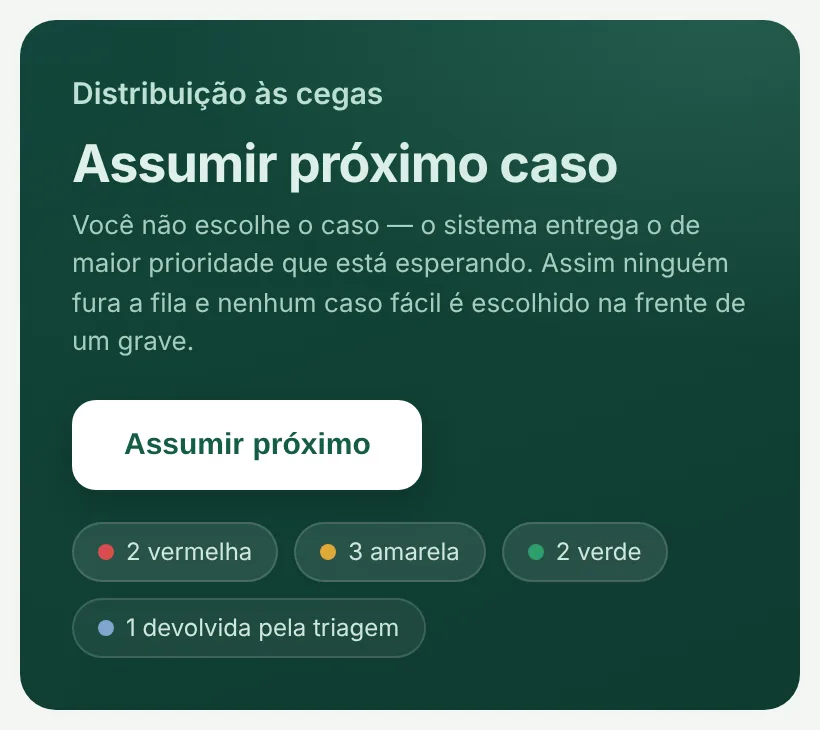 Distribuição às cegas
Assumir próximo caso
Você não escolhe o caso — o sistema entrega o de
maior prioridade que está esperando. Assim ninguém
fura a fila e nenhum caso fácil é escolhido na frente de
um grave.
Assumir próximo
2 vermelha
3 amarela
2 verde
1 devolvida pela triagem